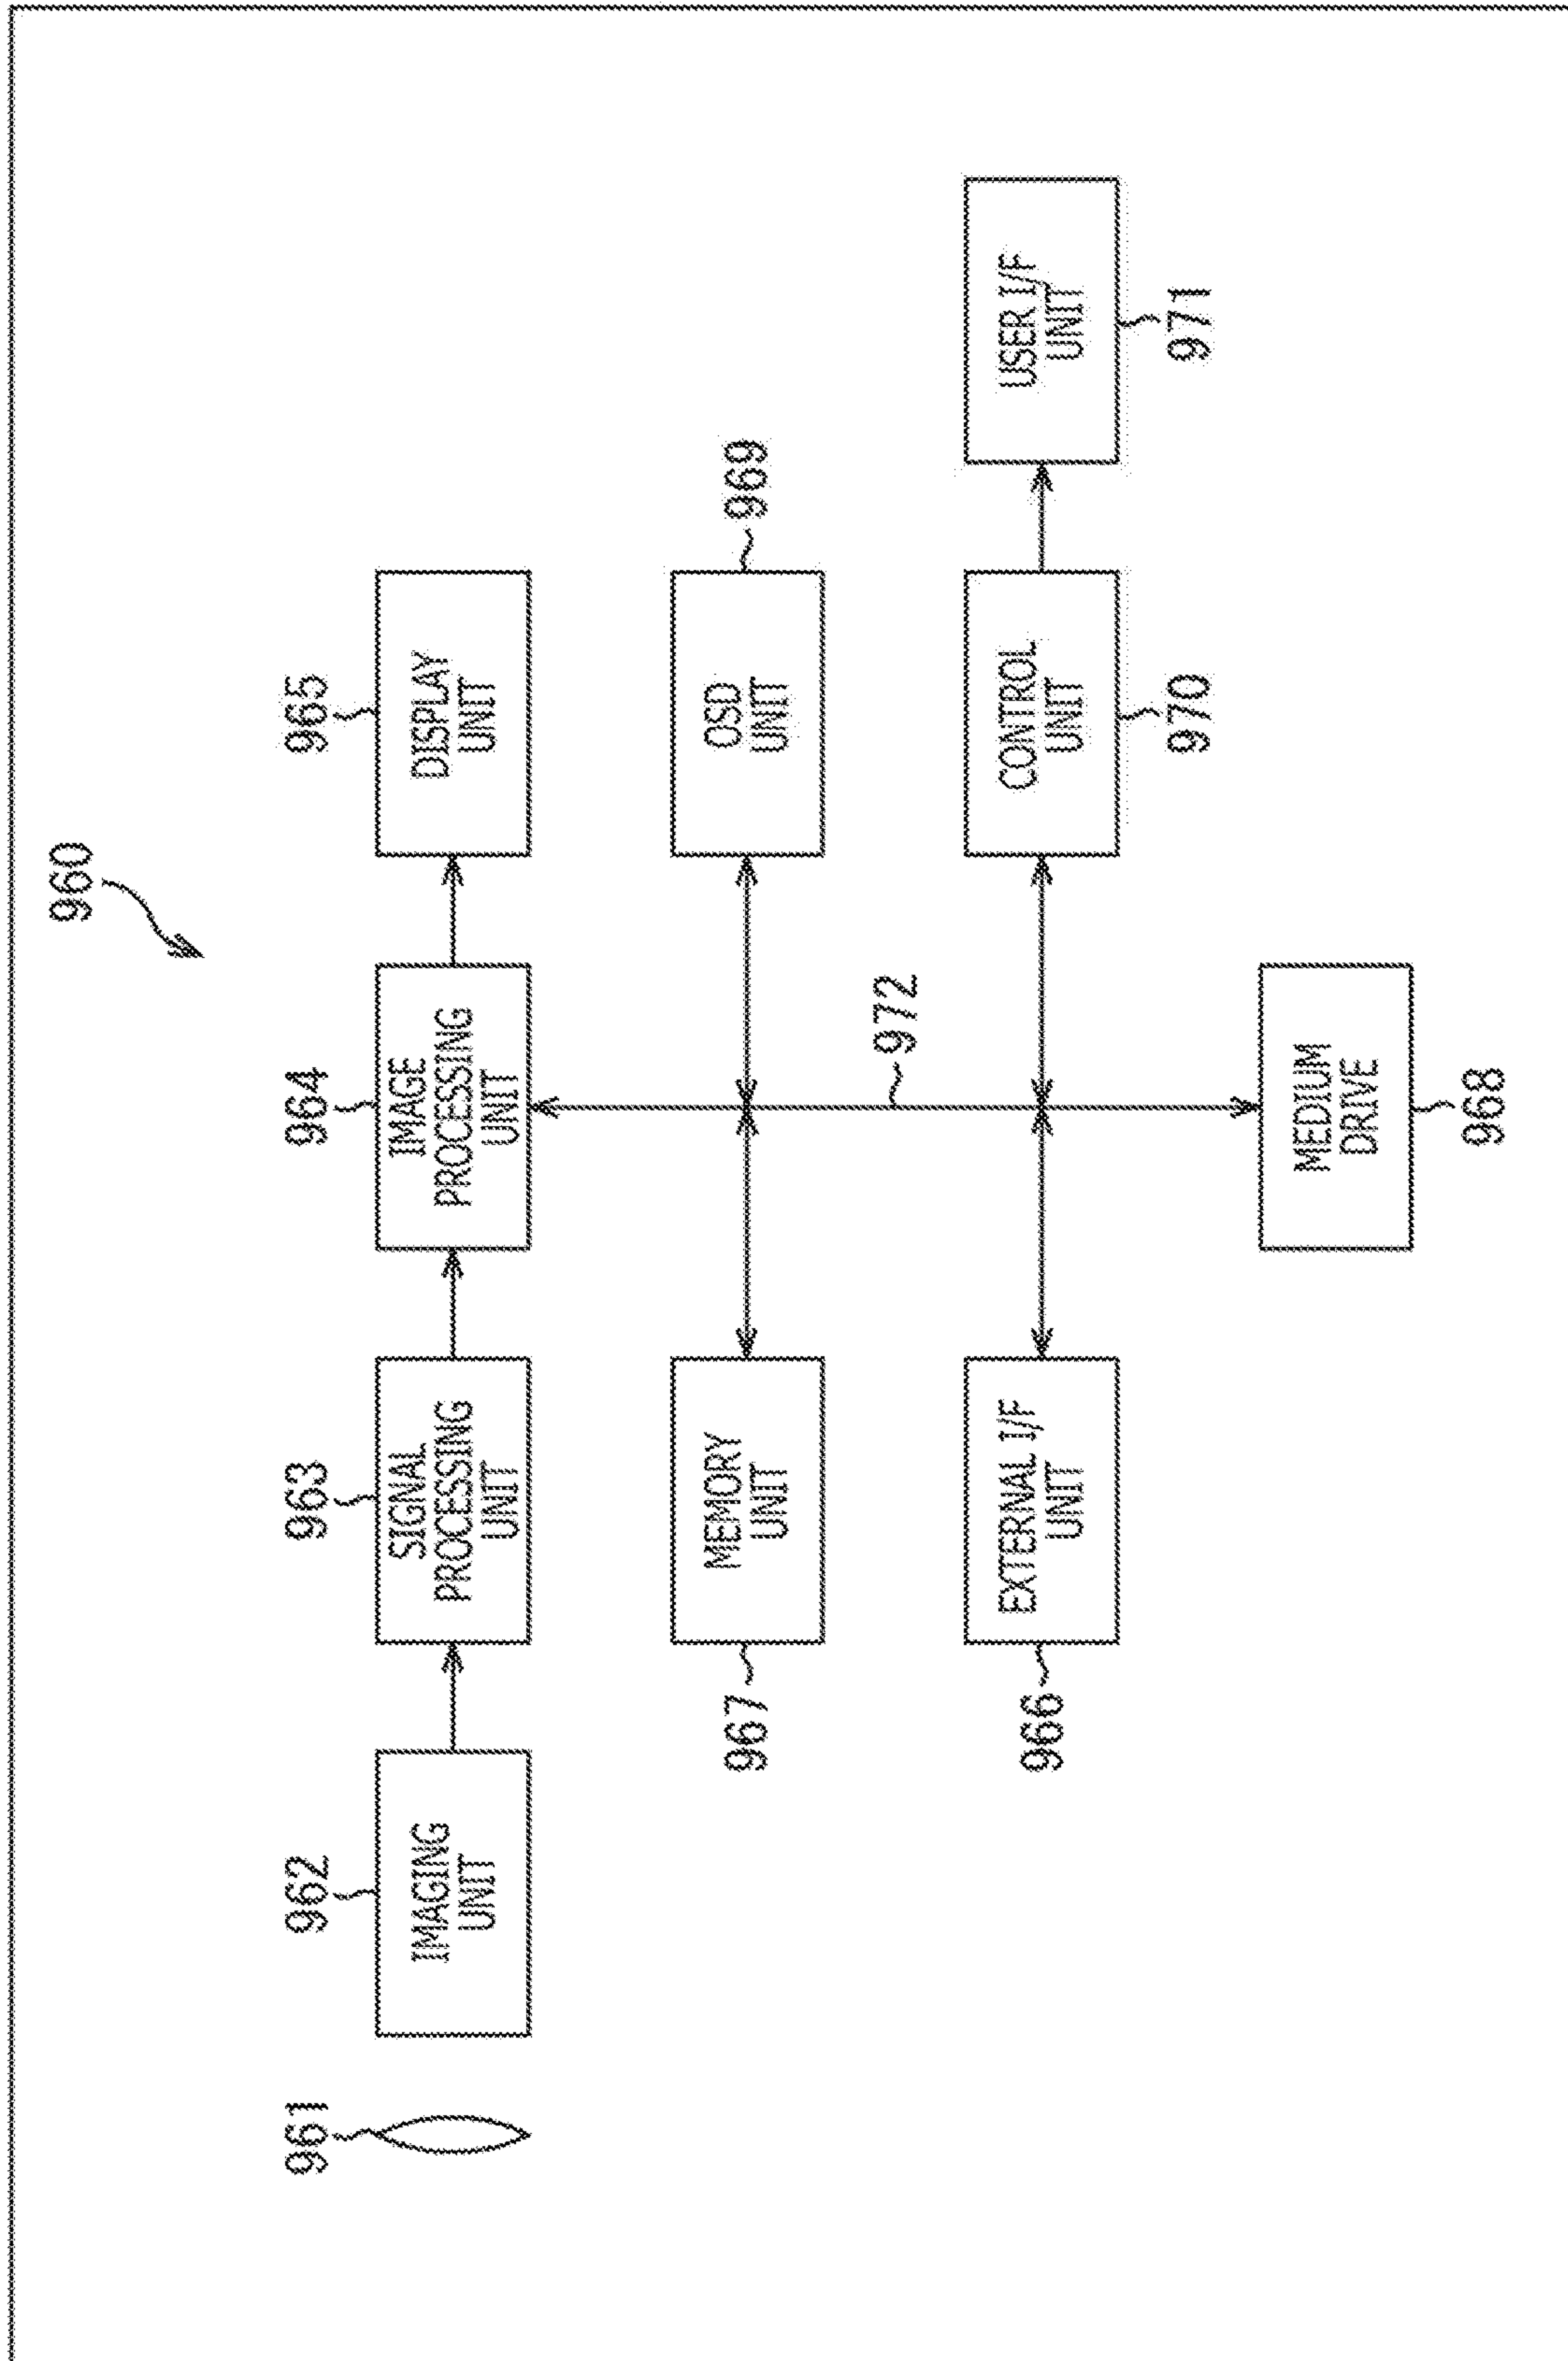 960
961
962
963
964
965
IMAGING
UNIT
SIGNAL
PROCESSING
UNIT
IMAGE
PROCESSING
UNIT
DISPLAY
UNIT
967
MEMORY
UNIT
OSD
UNIT
969
972
966
EXTERNAL I/F
UNIT
CONTROL
UNIT
USER I/F
UNIT
970
971
MEDIUM
DRIVE
968